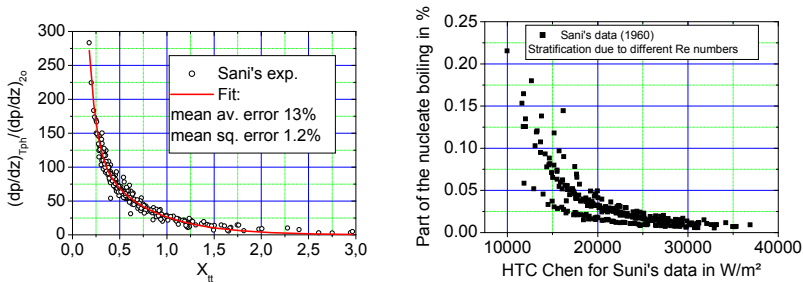 300
250
200
150
100
50
0
(dp/dz)Tph/(dp/dz)2o
Sani's exp.
Fit:
mean av. error 13%
mean sq. error 1.2%
0,0 0,5 1,0 1,5 2,0 2,5 3,0
Xtt
0.25
0.20
0.15
0.10
0.05
0.00
Part of the nucleate boiling in %
Sani's data (1960)
Stratification due to different Re numbers
10000 20000 30000 40000
HTC Chen for Suni's data in W/m²